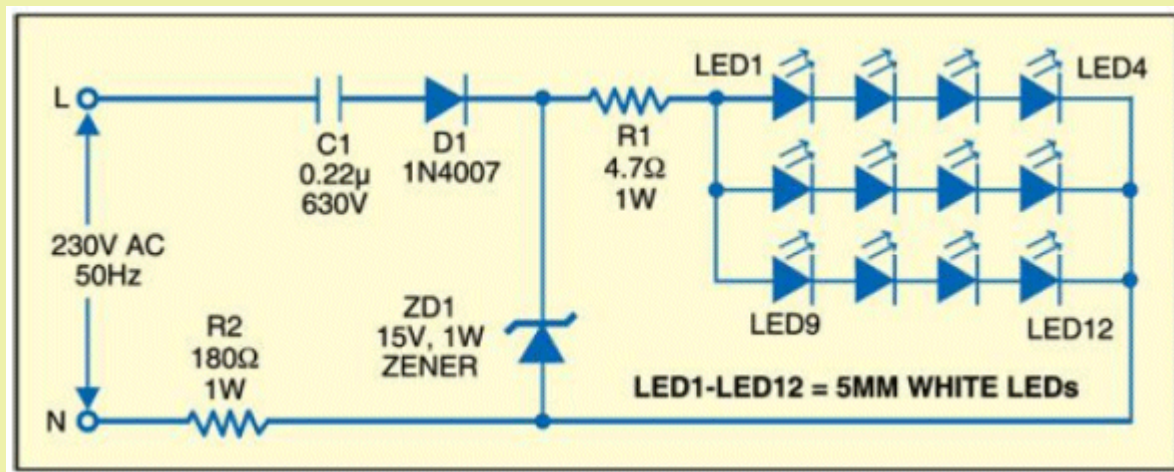 L
C1
0.22µ
630V
D1
1N4007
R1
4.7Ω
1W
LED1
LED4
230V AC
50Hz
R2
180Ω
1W
N
ZD1
15V, 1W
ZENER
LED9
LED12
LED1-LED12 = 5MM WHITE LEDs